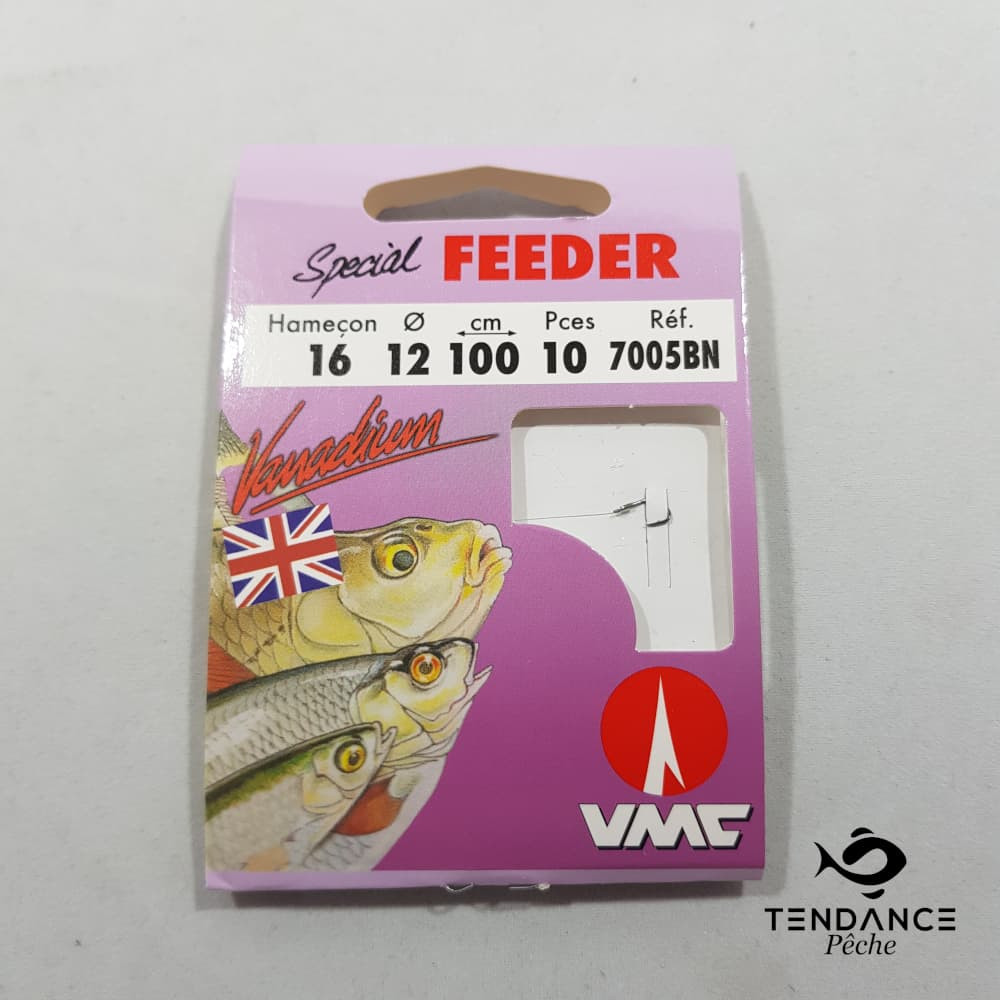 Special FEEDER
Hameçon Ø cm Pces Réf.
16 12 100 10 7005BN
Vanadium
VMC
TENDANCE
Pêche